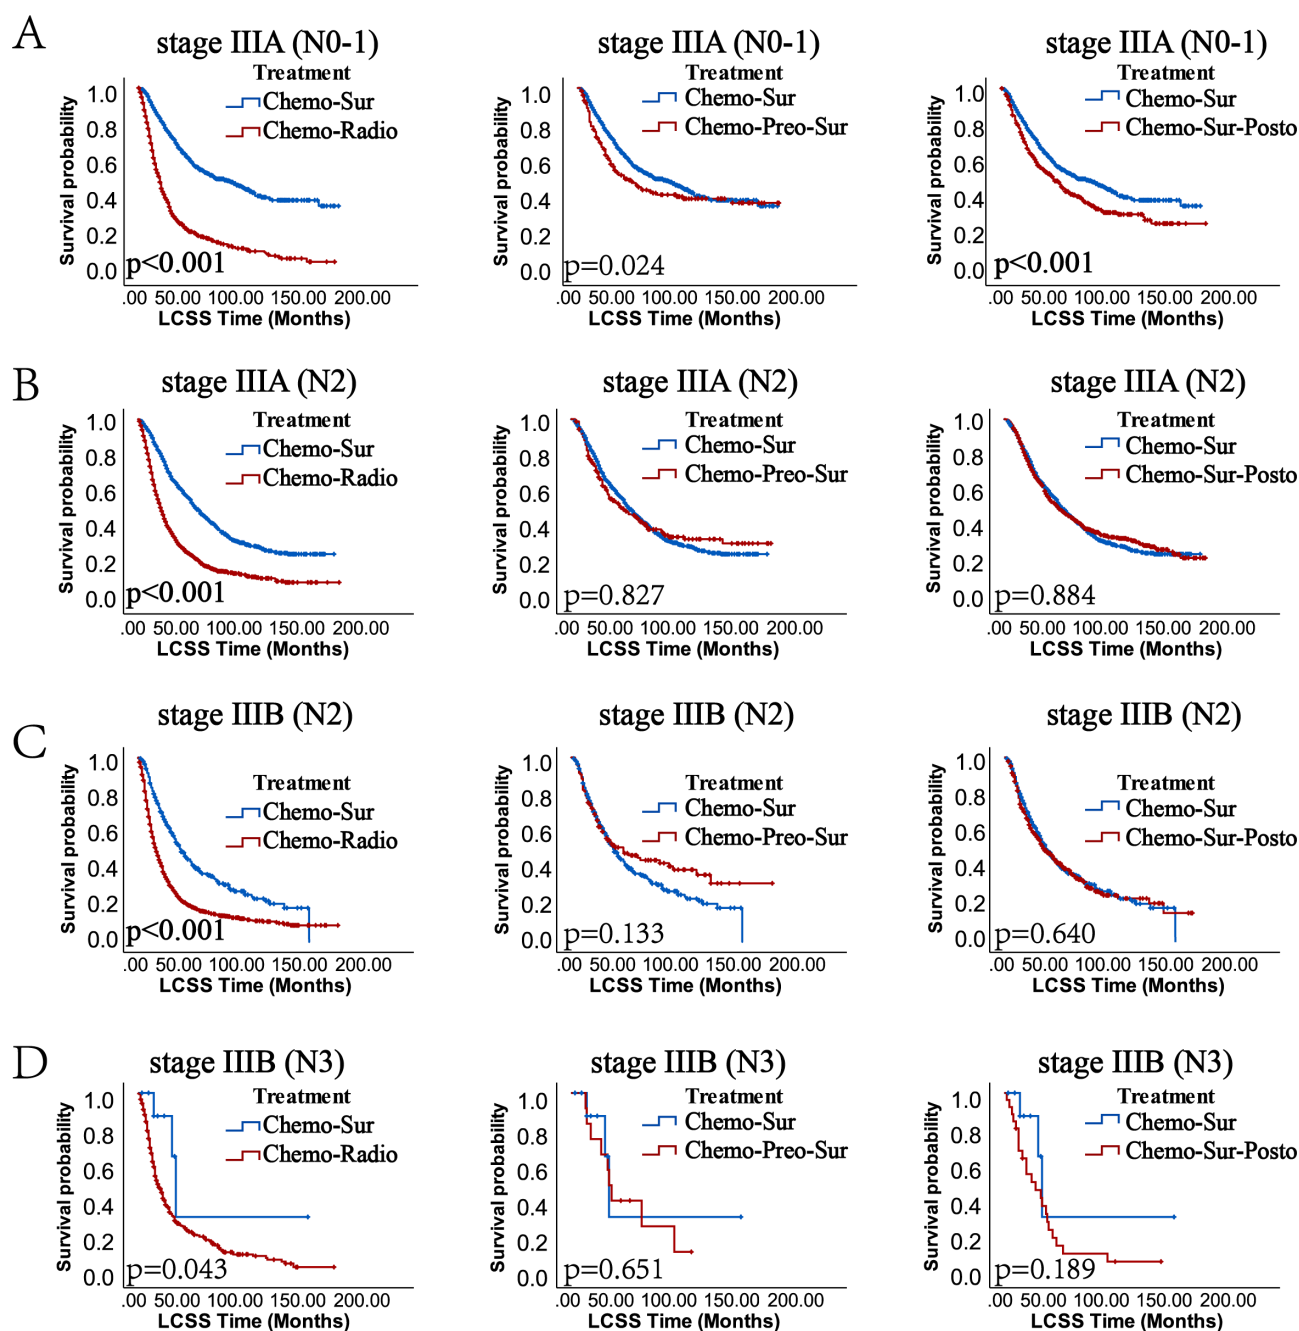 A
stage IIIA (N0-1)
Treatment
Chemo-Sur
Chemo-Radio
Survival probability
1.0
0.8
0.6
0.4
0.2
0.0
p<0.001
.00 50.00 100.00 150.00 200.00
LCSS Time (Months)
stage IIIA (N0-1)
Treatment
Chemo-Sur
Chemo-Preo-Sur
Survival probability
1.0
0.8
0.6
0.4
0.2
0.0
p=0.024
.00 50.00 100.00 150.00 200.00
LCSS Time (Months)
stage IIIA (N0-1)
Treatment
Chemo-Sur
Chemo-Sur-Posto
Survival probability
1.0
0.8
0.6
0.4
0.2
0.0
p<0.001
.00 50.00 100.00 150.00 200.00
LCSS Time (Months)
B
stage IIIA (N2)
Treatment
Chemo-Sur
Chemo-Radio
Survival probability
1.0
0.8
0.6
0.4
0.2
0.0
p<0.001
.00 50.00 100.00 150.00 200.00
LCSS Time (Months)
stage IIIA (N2)
Treatment
Chemo-Sur
Chemo-Preo-Sur
Survival probability
1.0
0.8
0.6
0.4
0.2
0.0
p=0.827
.00 50.00 100.00 150.00 200.00
LCSS Time (Months)
stage IIIA (N2)
Treatment
Chemo-Sur
Chemo-Sur-Posto
Survival probability
1.0
0.8
0.6
0.4
0.2
0.0
p=0.884
.00 50.00 100.00 150.00 200.00
LCSS Time (Months)
C
stage IIIB (N2)
Treatment
Chemo-Sur
Chemo-Radio
Survival probability
1.0
0.8
0.6
0.4
0.2
0.0
p<0.001
.00 50.00 100.00 150.00 200.00
LCSS Time (Months)
stage IIIB (N2)
Treatment
Chemo-Sur
Chemo-Preo-Sur
Survival probability
1.0
0.8
0.6
0.4
0.2
0.0
p=0.133
.00 50.00 100.00 150.00 200.00
LCSS Time (Months)
stage IIIB (N2)
Treatment
Chemo-Sur
Chemo-Sur-Posto
Survival probability
1.0
0.8
0.6
0.4
0.2
0.0
p=0.640
.00 50.00 100.00 150.00 200.00
LCSS Time (Months)
D
stage IIIB (N3)
Treatment
Chemo-Sur
Chemo-Radio
Survival probability
1.0
0.8
0.6
0.4
0.2
0.0
p=0.043
.00 50.00 100.00 150.00 200.00
LCSS Time (Months)
stage IIIB (N3)
Treatment
Chemo-Sur
Chemo-Preo-Sur
Survival probability
1.0
0.8
0.6
0.4
0.2
0.0
p=0.651
.00 50.00 100.00 150.00 200.00
LCSS Time (Months)
stage IIIB (N3)
Treatment
Chemo-Sur
Chemo-Sur-Posto
Survival probability
1.0
0.8
0.6
0.4
0.2
0.0
p=0.189
.00 50.00 100.00 150.00 200.00
LCSS Time (Months)